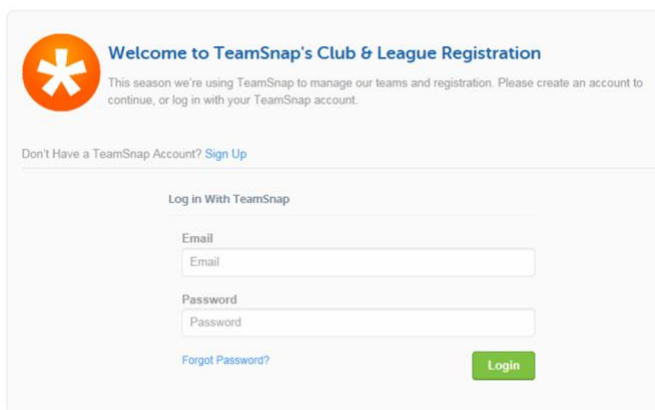 Welcome to TeamSnap's Club & League Registration
This season we're using TeamSnap to manage our teams and registration. Please create an account to
continue, or log in with your TeamSnap account.
Don't Have a TeamSnap Account? Sign Up
Log in With TeamSnap
Email
Email
Password
Password
Forgot Password?
Login